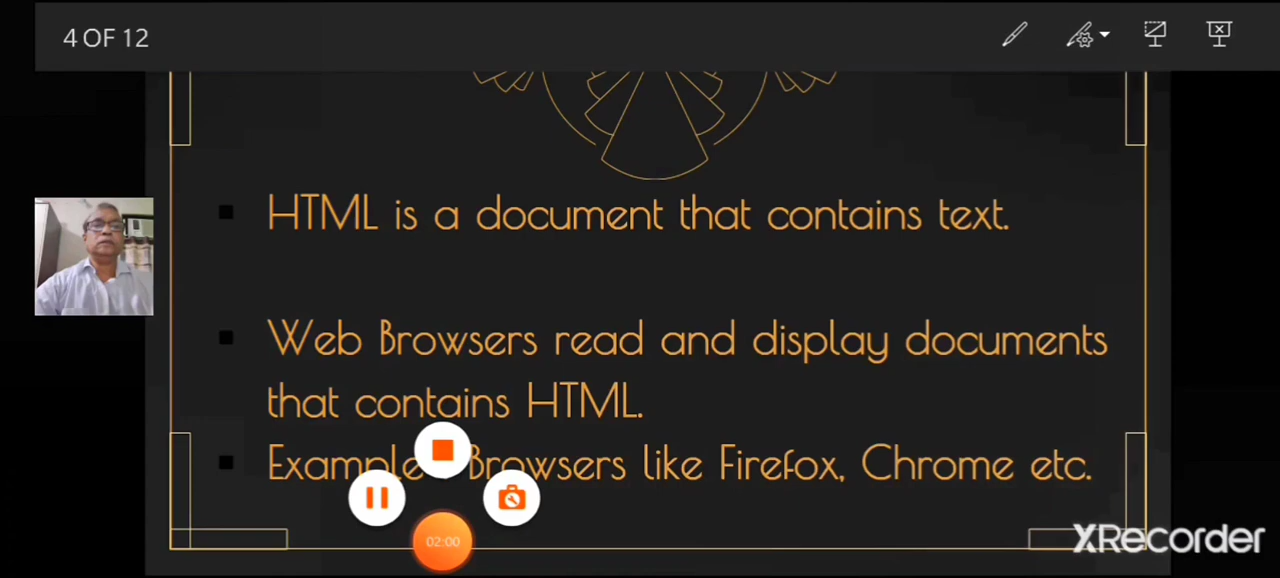 4 OF 12
HTML is a document that contains text.
Web Browsers read and display documents
that contains HTML.
Example Browsers like Firefox, Chrome etc.
02:00
XRecorder